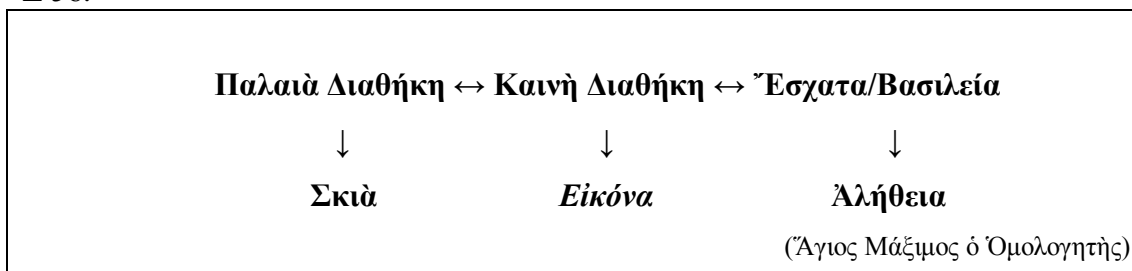 Παλαιὰ Διαθήκη ↔ Καινὴ Διαθήκη ↔ Ἔσχατα/Βασιλεία
↓ ↓ ↓
Σκιὰ Εἰκόνα Ἀλήθεια
(Ἅγιος Μάξιμος ὁ Ὁμολογητὴς)